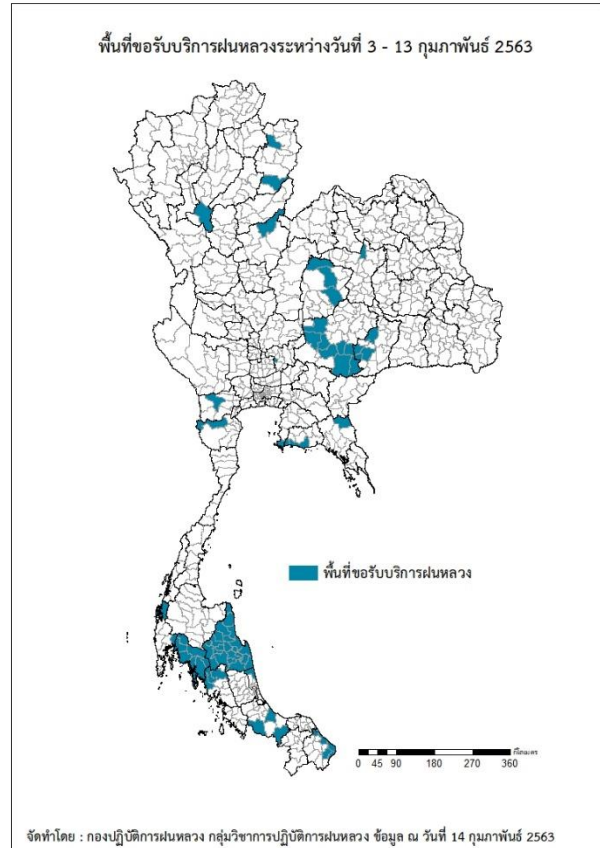 พื้นที่ขอรับบริการฝนหลวงระหว่างวันที่ 3 - 13 กุมภาพันธ์ 2563
พื้นที่ขอรับบริการฝนหลวง
กิโลเมตร
0 45 90 180 270 360
จัดทำโดย : กองปฏิบัติการฝนหลวง กลุ่มวิชาการปฏิบัติการฝนหลวง ข้อมูล ณ วันที่ 14 กุมภาพันธ์ 2563